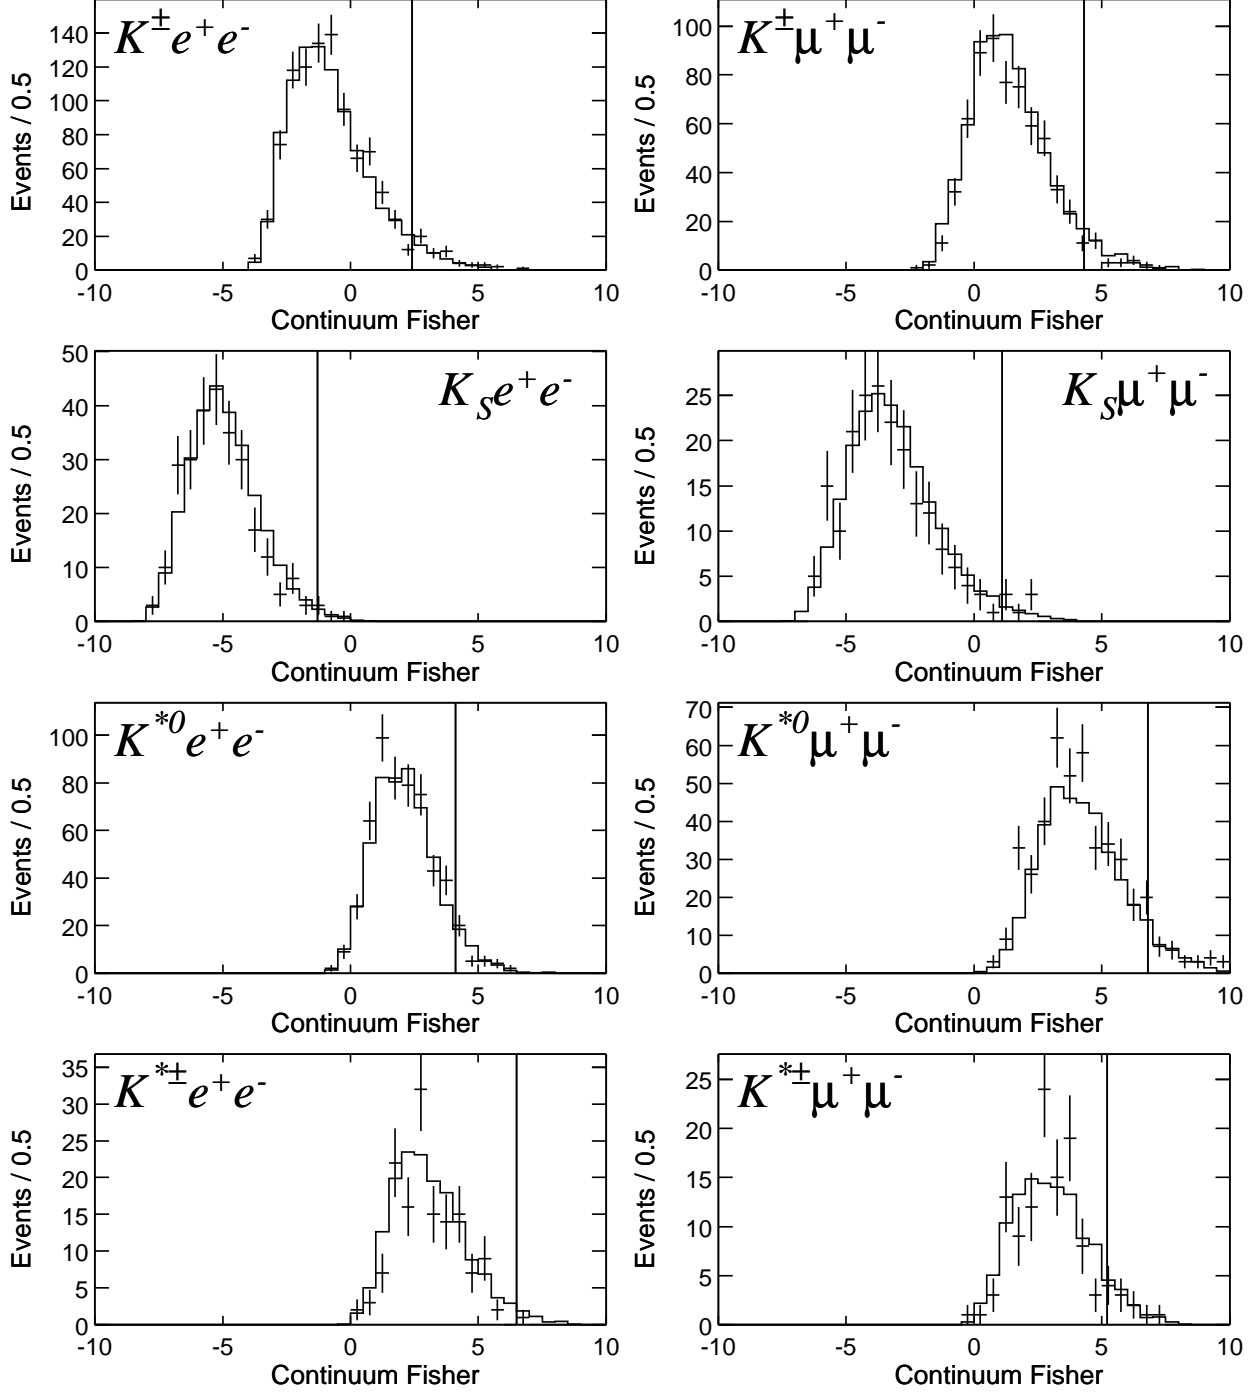 K±e+e-
Events / 0.5
0 20 40 60 80 100 120 140
-10 -5 0 5 10
Continuum Fisher
K±μ+μ-
Events / 0.5
0 20 40 60 80 100
-10 -5 0 5 10
Continuum Fisher
KSe+e-
Events / 0.5
0 10 20 30 40 50
-10 -5 0 5 10
Continuum Fisher
KSμ+μ-
Events / 0.5
0 5 10 15 20 25
-10 -5 0 5 10
Continuum Fisher
K*0e+e-
Events / 0.5
0 20 40 60 80 100
-10 -5 0 5 10
Continuum Fisher
K*0μ+μ-
Events / 0.5
0 10 20 30 40 50 60 70
-10 -5 0 5 10
Continuum Fisher
K*±e+e-
Events / 0.5
0 5 10 15 20 25 30 35
-10 -5 0 5 10
Continuum Fisher
K*±μ+μ-
Events / 0.5
0 5 10 15 20 25
-10 -5 0 5 10
Continuum Fisher